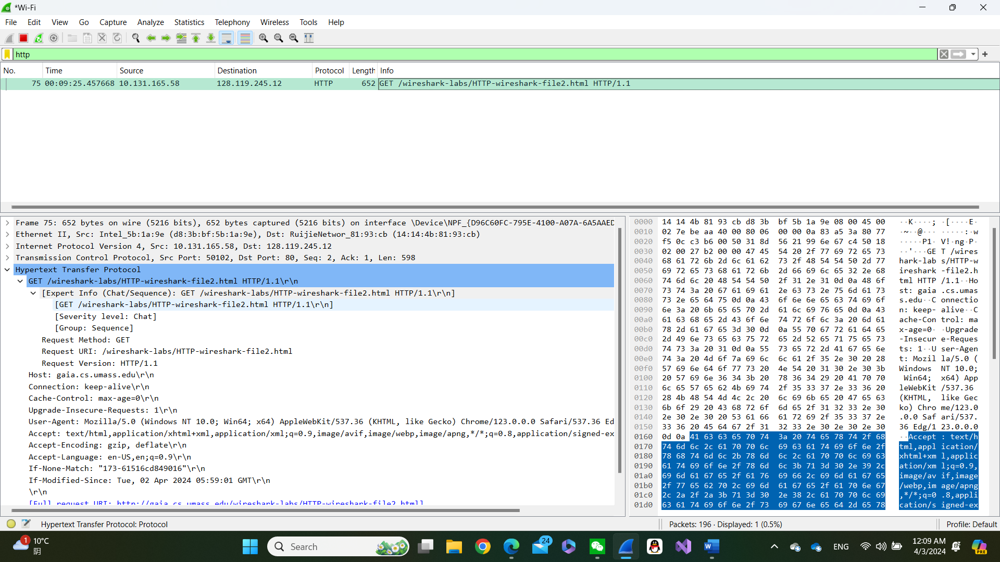 *Wi-Fi
File Edit View Go Capture Analyze Statistics Telephony Wireless Tools Help
http
No. Time Source Destination Protocol Length Info
75 00:09:25.457668 10.131.165.58 128.119.245.12 HTTP 652 GET /wireshark-labs/HTTP-wireshark-file2.html HTTP/1.1
Frame 75: 652 bytes on wire (5216 bits), 652 bytes captured (5216 bits) on interface \Device\NPF_{D96C60FC-795E-4100-A07A-6A5AAED
Ethernet II, Src: Intel_5b:1a:9e (d8:3b:bf:5b:1a:9e), Dst: RuijieNetwor_81:93:cb (14:14:4b:81:93:cb)
Internet Protocol Version 4, Src: 10.131.165.58, Dst: 128.119.245.12
Transmission Control Protocol, Src Port: 50102, Dst Port: 80, Seq: 2, Ack: 1, Len: 598
Hypertext Transfer Protocol
GET /wireshark-labs/HTTP-wireshark-file2.html HTTP/1.1\r\n
[Expert Info (Chat/Sequence): GET /wireshark-labs/HTTP-wireshark-file2.html HTTP/1.1\r\n]
[GET /wireshark-labs/HTTP-wireshark-file2.html HTTP/1.1\r\n]
[Severity level: Chat]
[Group: Sequence]
Request Method: GET
Request URI: /wireshark-labs/HTTP-wireshark-file2.html
Request Version: HTTP/1.1
Host: gaia.cs.umass.edu\r\n
Connection: keep-alive\r\n
Cache-Control: max-age=0\r\n
Upgrade-Insecure-Requests: 1\r\n
User-Agent: Mozilla/5.0 (Windows NT 10.0; Win64; x64) AppleWebKit/537.36 (KHTML, like Gecko) Chrome/123.0.0.0 Safari/537.36 Ed
Accept: text/html,application/xhtml+xml,application/xml;q=0.9,image/avif,image/webp,image/apng,*/*;q=0.8,application/signed-ex
Accept-Encoding: gzip, deflate\r\n
Accept-Language: en-US,en;q=0.9\r\n
If-None-Match: "173-61516cd849016"\r\n
If-Modified-Since: Tue, 02 Apr 2024 05:59:01 GMT\r\n
\r\n
[Full request URI: http://gaia.cs.umass.edu/wireshark-labs/HTTP-wireshark-file2.html]
0000 14 14 4b 81 93 cb d8 3b bf 5b 1a 9e 08 00 45 00 ··K····; ·[····E·
0010 02 7e be aa 40 00 80 06 00 00 0a 83 a5 3a 80 77 ·~··@··· ·····:·w
0020 f5 0c c3 b6 00 50 31 8d 56 21 99 6e 67 c4 50 18 ·····P1· V!·ng·P·
0030 02 00 27 b2 00 00 47 45 54 20 2f 77 69 72 65 73 ··'···GE T /wires
0040 68 61 72 6b 2d 6c 61 62 73 2f 48 54 54 50 2d 77 hark-lab s/HTTP-w
0050 69 72 65 73 68 61 72 6b 2d 66 69 6c 65 32 2e 68 ireshark -file2.h
0060 74 6d 6c 20 48 54 54 50 2f 31 2e 31 0d 0a 48 6f tml HTTP /1.1··Ho
0070 73 74 3a 20 67 61 69 61 2e 63 73 2e 75 6d 61 73 st: gaia .cs.umas
0080 73 2e 65 64 75 0d 0a 43 6f 6e 6e 65 63 74 69 6f s.edu··C onnectio
0090 6e 3a 20 6b 65 65 70 2d 61 6c 69 76 65 0d 0a 43 n: keep- alive··C
00a0 61 63 68 65 2d 43 6f 6e 74 72 6f 6c 3a 20 6d 61 ache-Con trol: ma
00b0 78 2d 61 67 65 3d 30 0d 0a 55 70 67 72 61 64 65 x-age=0· ·Upgrade
00c0 2d 49 6e 73 65 63 75 72 65 2d 52 65 71 75 65 73 -Insecur e-Reques
00d0 74 73 3a 20 31 0d 0a 55 73 65 72 2d 41 67 65 6e ts: 1··U ser-Agen
00e0 74 3a 20 4d 6f 7a 69 6c 6c 61 2f 35 2e 30 20 28 t: Mozil la/5.0 (
00f0 57 69 6e 64 6f 77 73 20 4e 54 20 31 30 2e 30 3b Windows NT 10.0;
0100 20 57 69 6e 36 34 3b 20 78 36 34 29 20 41 70 70 Win64; x64) App
0110 6c 65 57 65 62 4b 69 74 2f 35 33 37 2e 33 36 20 leWebKit /537.36
0120 28 4b 48 54 4d 4c 2c 20 6c 69 6b 65 20 47 65 63 (KHTML, like Gec
0130 6b 6f 29 20 43 68 72 6f 6d 65 2f 31 32 33 2e 30 ko) Chro me/123.0
0140 2e 30 2e 30 20 53 61 66 61 72 69 2f 35 33 37 2e .0.0 Saf ari/537.
0150 33 36 20 45 64 67 2f 31 32 33 2e 30 2e 30 2e 30 36 Edg/1 23.0.0.0
0160 0d 0a 41 63 63 65 70 74 3a 20 74 65 78 74 2f 68 ··Accept : text/h
0170 74 6d 6c 2c 61 70 70 6c 69 63 61 74 69 6f 6e 2f tml,appl ication/
0180 78 68 74 6d 6c 2b 78 6d 6c 2c 61 70 70 6c 69 63 xhtml+xm l,applic
0190 61 74 69 6f 6e 2f 78 6d 6c 3b 71 3d 30 2e 39 2c ation/xm l;q=0.9,
01a0 69 6d 61 67 65 2f 61 76 69 66 2c 69 6d 61 67 65 image/av if,image
01b0 2f 77 65 62 70 2c 69 6d 61 67 65 2f 61 70 6e 67 /webp,im age/apng
01c0 2c 2a 2f 2a 3b 71 3d 30 2e 38 2c 61 70 70 6c 69 ,*/*;q=0 .8,appli
01d0 63 61 74 69 6f 6e 2f 73 69 67 6e 65 64 2d 65 78 cation/s igned-ex
Hypertext Transfer Protocol: Protocol
Packets: 196 · Displayed: 1 (0.5%)
Profile: Default
1
10°C
阴
Search
24
W
ENG
12:09 AM
4/3/2024
PRE